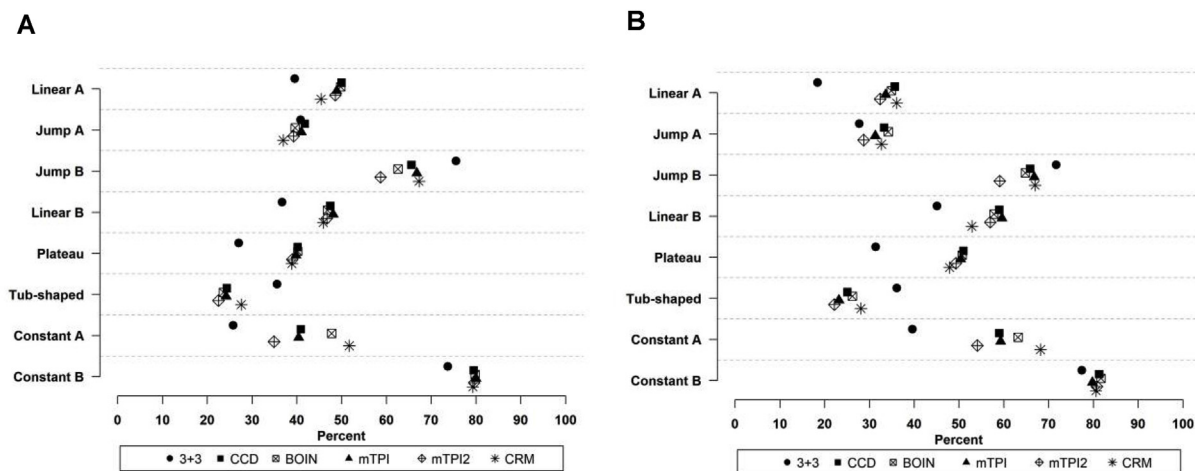 A
Linear A
Jump A
Jump B
Linear B
Plateau
Tub-shaped
Constant A
Constant B
0 10 20 30 40 50 60 70 80 90 100
Percent
3+3 CCD BOIN mTPI mTPI2 CRM
B
Linear A
Jump A
Jump B
Linear B
Plateau
Tub-shaped
Constant A
Constant B
0 10 20 30 40 50 60 70 80 90 100
Percent
3+3 CCD BOIN mTPI mTPI2 CRM